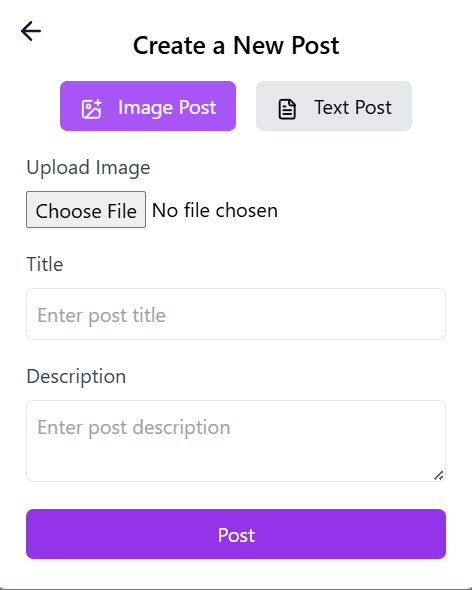 Create a New Post
Image Post Text Post
Upload Image
Choose File No file chosen
Title
Enter post title
Description
Enter post description
Post